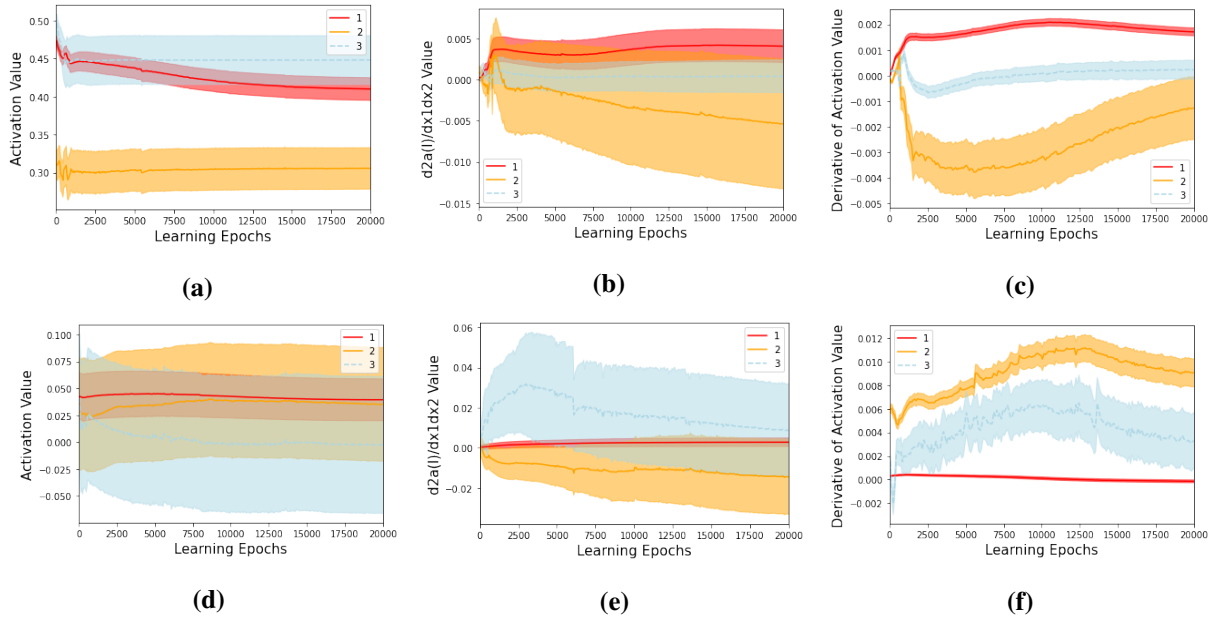 0.50
0.45
0.40
0.35
0.30
Activation Value
0 2500 5000 7500 10000 12500 15000 17500 20000
Learning Epochs
1
2
3
(a)
0.005
0.000
−0.005
−0.010
−0.015
d2a(l)/dx1dx2 Value
0 2500 5000 7500 10000 12500 15000 17500 20000
Learning Epochs
1
2
3
(b)
0.002
0.001
0.000
−0.001
−0.002
−0.003
−0.004
−0.005
Derivative of Activation Value
0 2500 5000 7500 10000 12500 15000 17500 20000
Learning Epochs
1
2
3
(c)
0.100
0.075
0.050
0.025
0.000
−0.025
−0.050
Activation Value
0 2500 5000 7500 10000 12500 15000 17500 20000
Learning Epochs
1
2
3
(d)
0.06
0.04
0.02
0.00
−0.02
d2a(l)/dx1dx2 Value
0 2500 5000 7500 10000 12500 15000 17500 20000
Learning Epochs
1
2
3
(e)
0.012
0.010
0.008
0.006
0.004
0.002
0.000
−0.002
Derivative of Activation Value
0 2500 5000 7500 10000 12500 15000 17500 20000
Learning Epochs
1
2
3
(f)